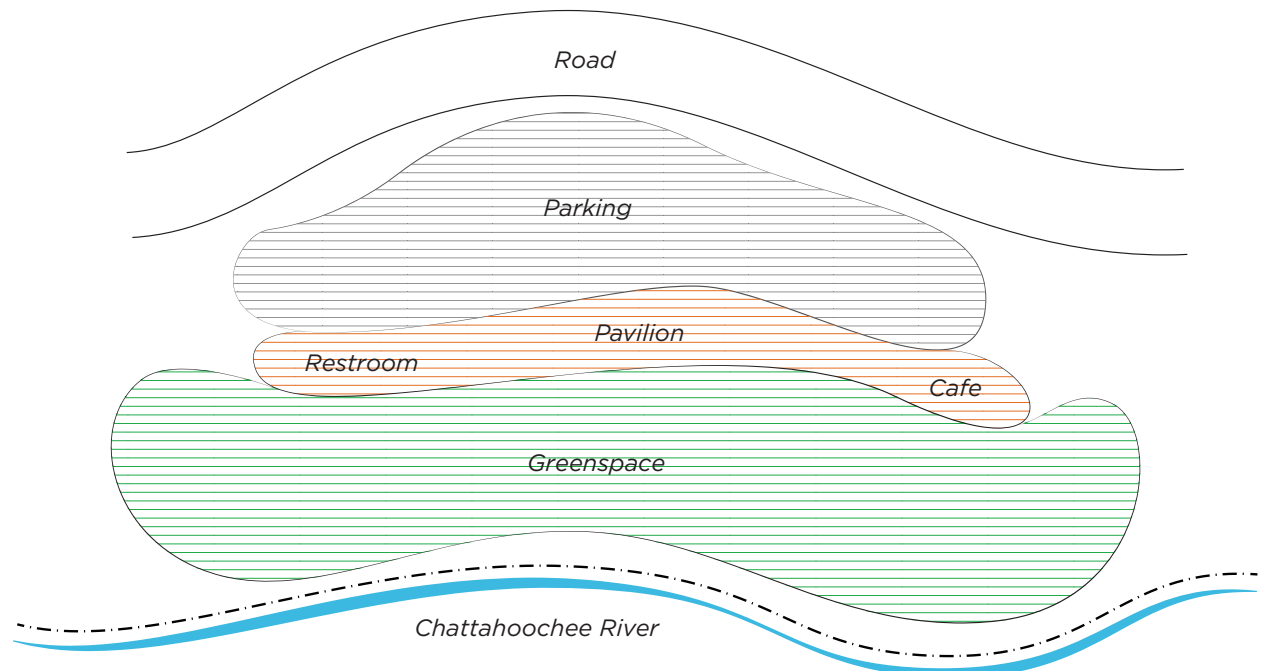 Road
Parking
Pavilion
Restroom
Cafe
Greenspace
Chattahoochee River